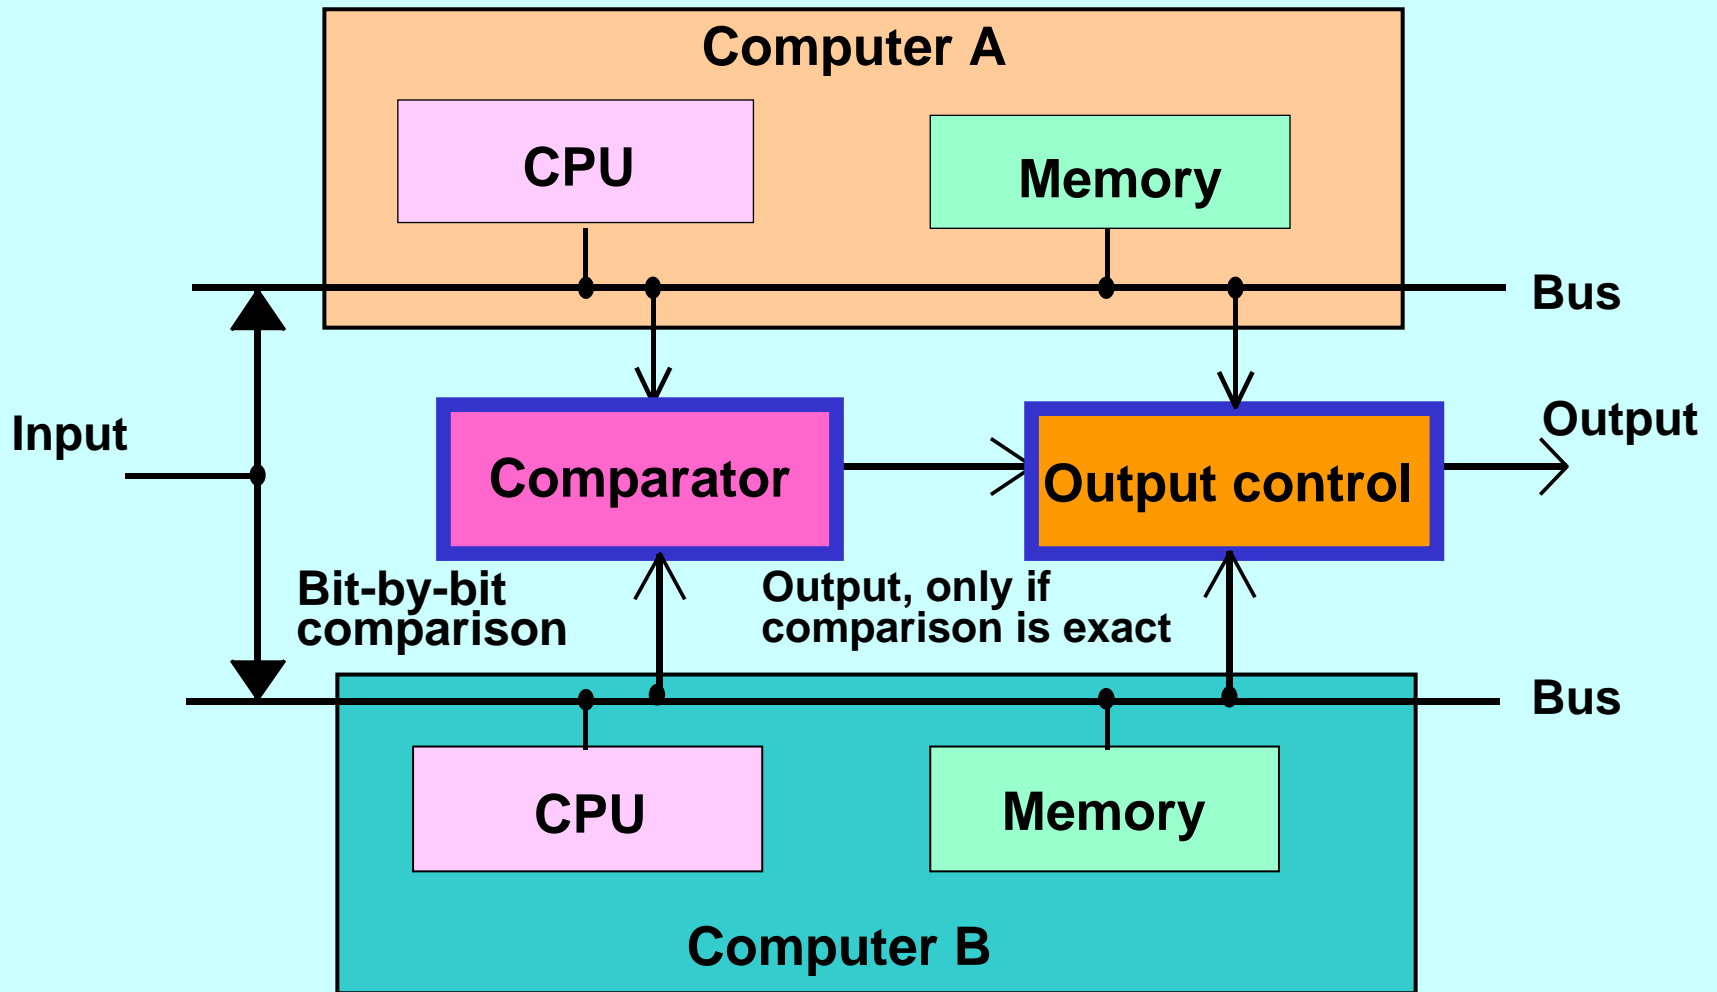 Computer A
CPU
Memory
Bus
Input
Comparator
Output control
Output
Bit-by-bit
comparison
Output, only if
comparison is exact
Bus
CPU
Memory
Computer B